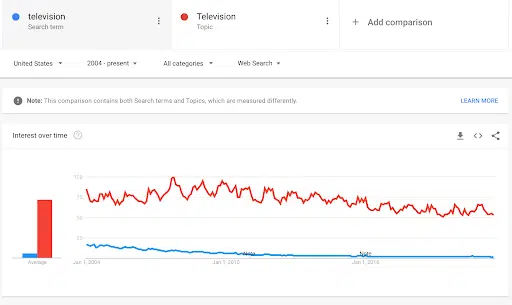 television
Search term
Television
Topic
+ Add comparison
United States
2004 - present
All categories
Web Search
Note: This comparison contains both Search terms and Topics, which are measured differently.
LEARN MORE
Interest over time
100
75
50
25
Average
Jan 1, 2004
Note
Jan 1, 2010
Note
Jan 1, 2016